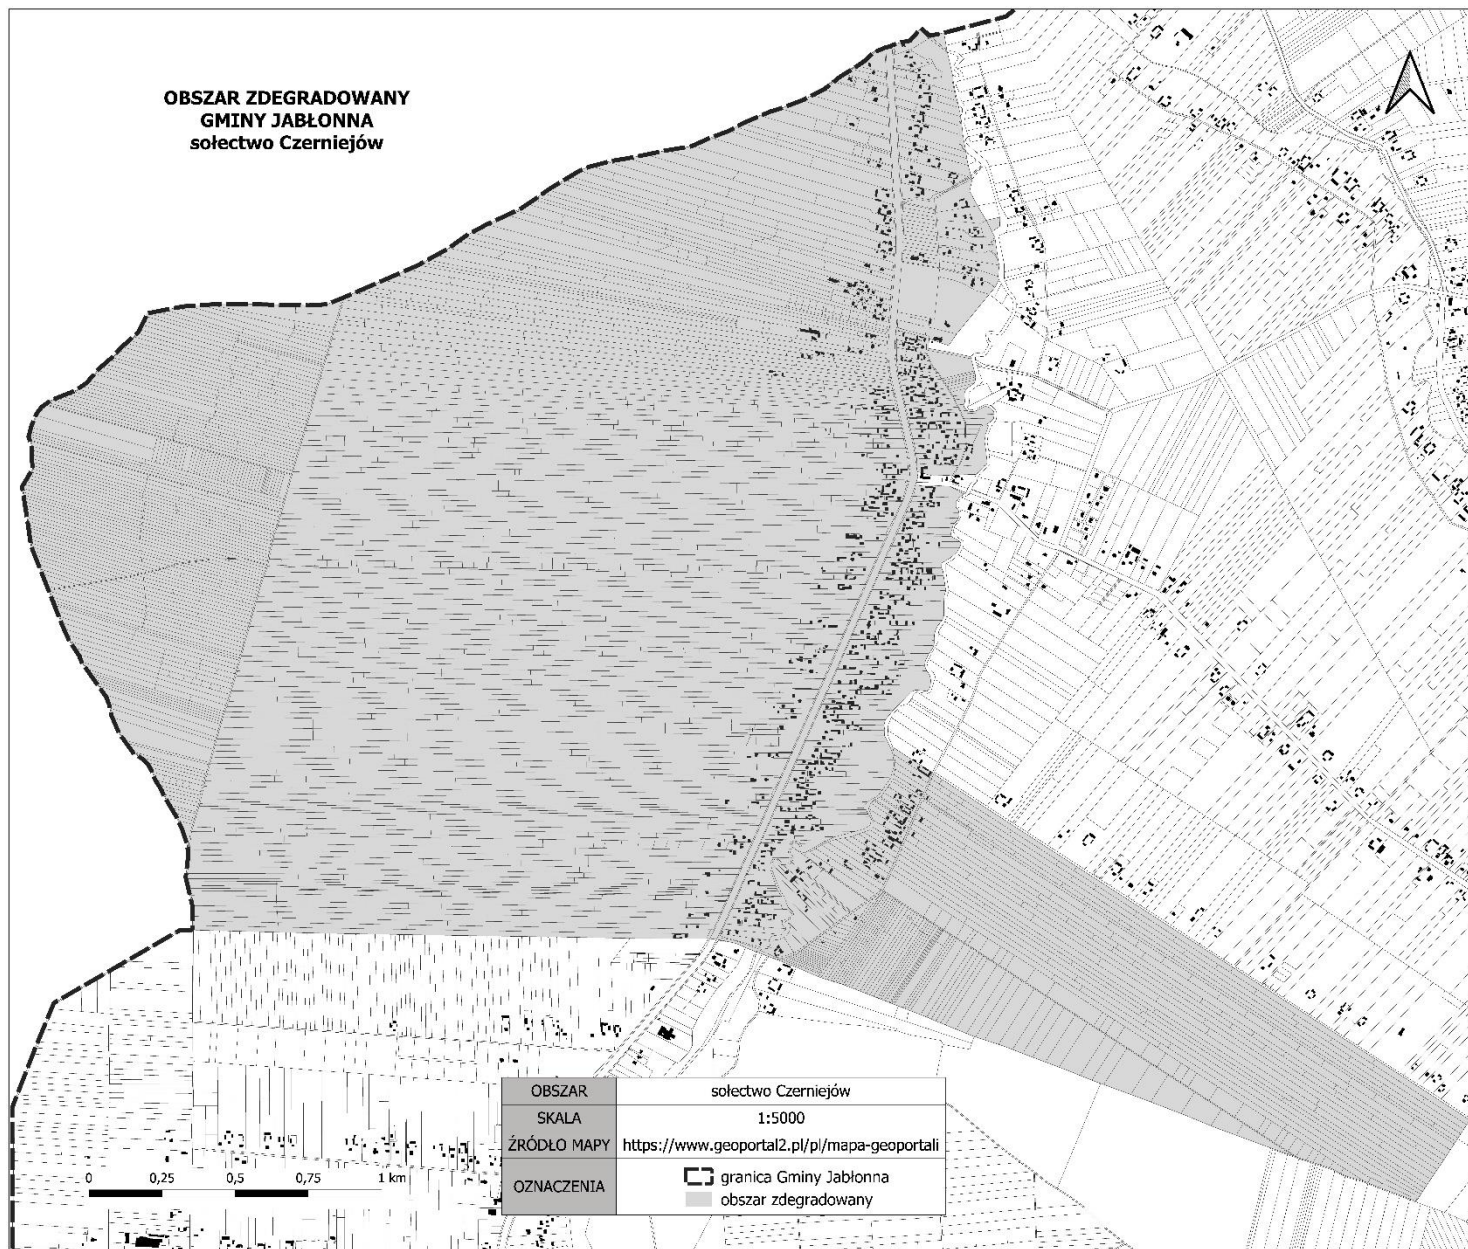 OBSZAR ZDEGRADOWANY
GMINY JABŁONNA
sołectwo Czerniejów
OBSZAR sołectwo Czerniejów
SKALA 1:5000
ŹRÓDŁO MAPY https://www.geoportal2.pl/pl/mapa-geoportali
OZNACZENIA
granica Gminy Jabłonna
obszar zdegradowany
0 0,25 0,5 0,75 1 km